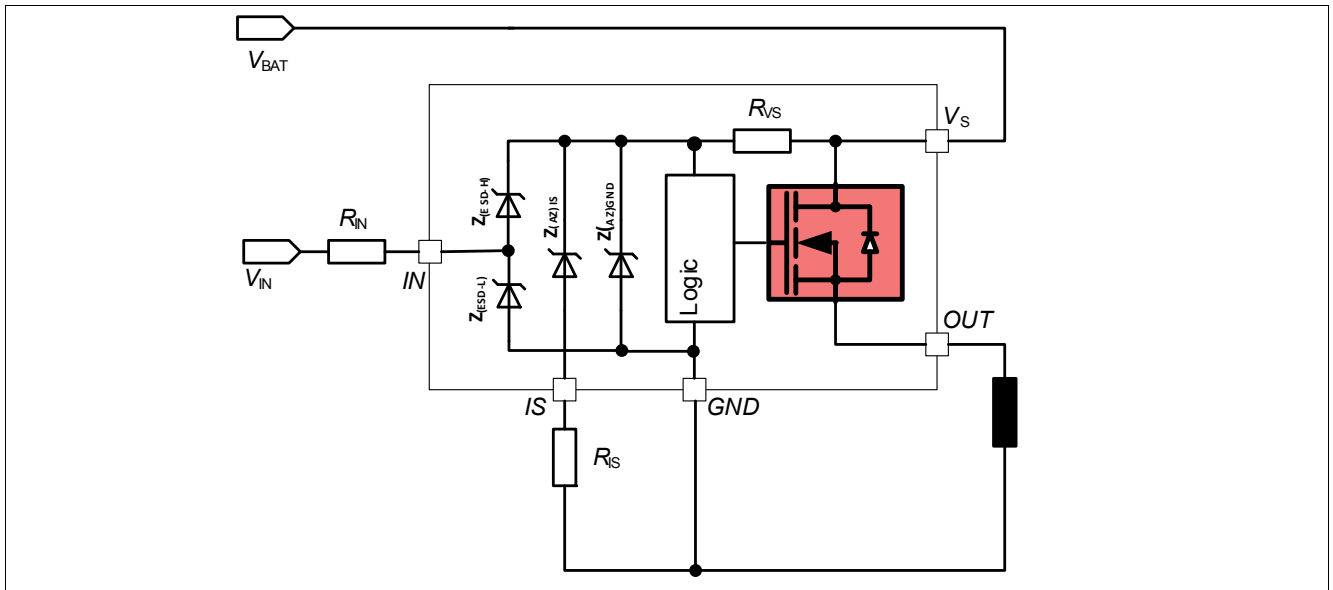 VBAT
RVS
VS
Z(ESD-H)
Z(AZ)IS
Z(AZ)GND
RIN
VIN
IN
Z(ESD-L)
Logic
OUT
IS
GND
RIS